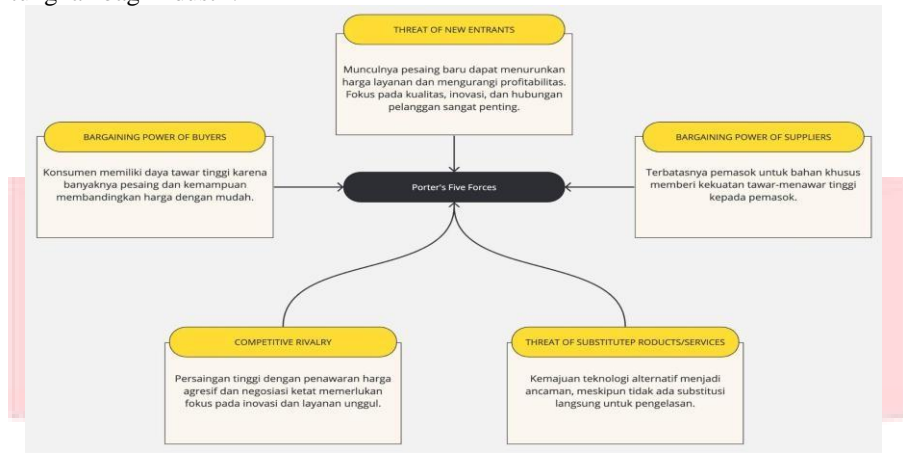 THREAT OF NEW ENTRANTS
Munculnya pesaing baru dapat menurunkan
harga layanan dan mengurangi profitabilitas.
Fokus pada kualitas, inovasi, dan hubungan
pelanggan sangat penting.
BARGAINING POWER OF BUYERS
Konsumen memiliki daya tawar tinggi karena
banyaknya pesaing dan kemampuan
membandingkan harga dengan mudah.
Porter's Five Forces
BARGAINING POWER OF SUPPLIERS
Terbatasnya pemasok untuk bahan khusus
memberi kekuatan tawar-menawar tinggi
kepada pemasok.
COMPETITIVE RIVALRY
Persaingan tinggi dengan penawaran harga
agresif dan negosiasi ketat memerlukan
fokus pada inovasi dan layanan unggul.
THREAT OF SUBSTITUTEP RODUCTS/SERVICES
Kemajuan teknologi alternatif menjadi
ancaman, meskipun tidak ada substitusi
langsung untuk pengelasan.